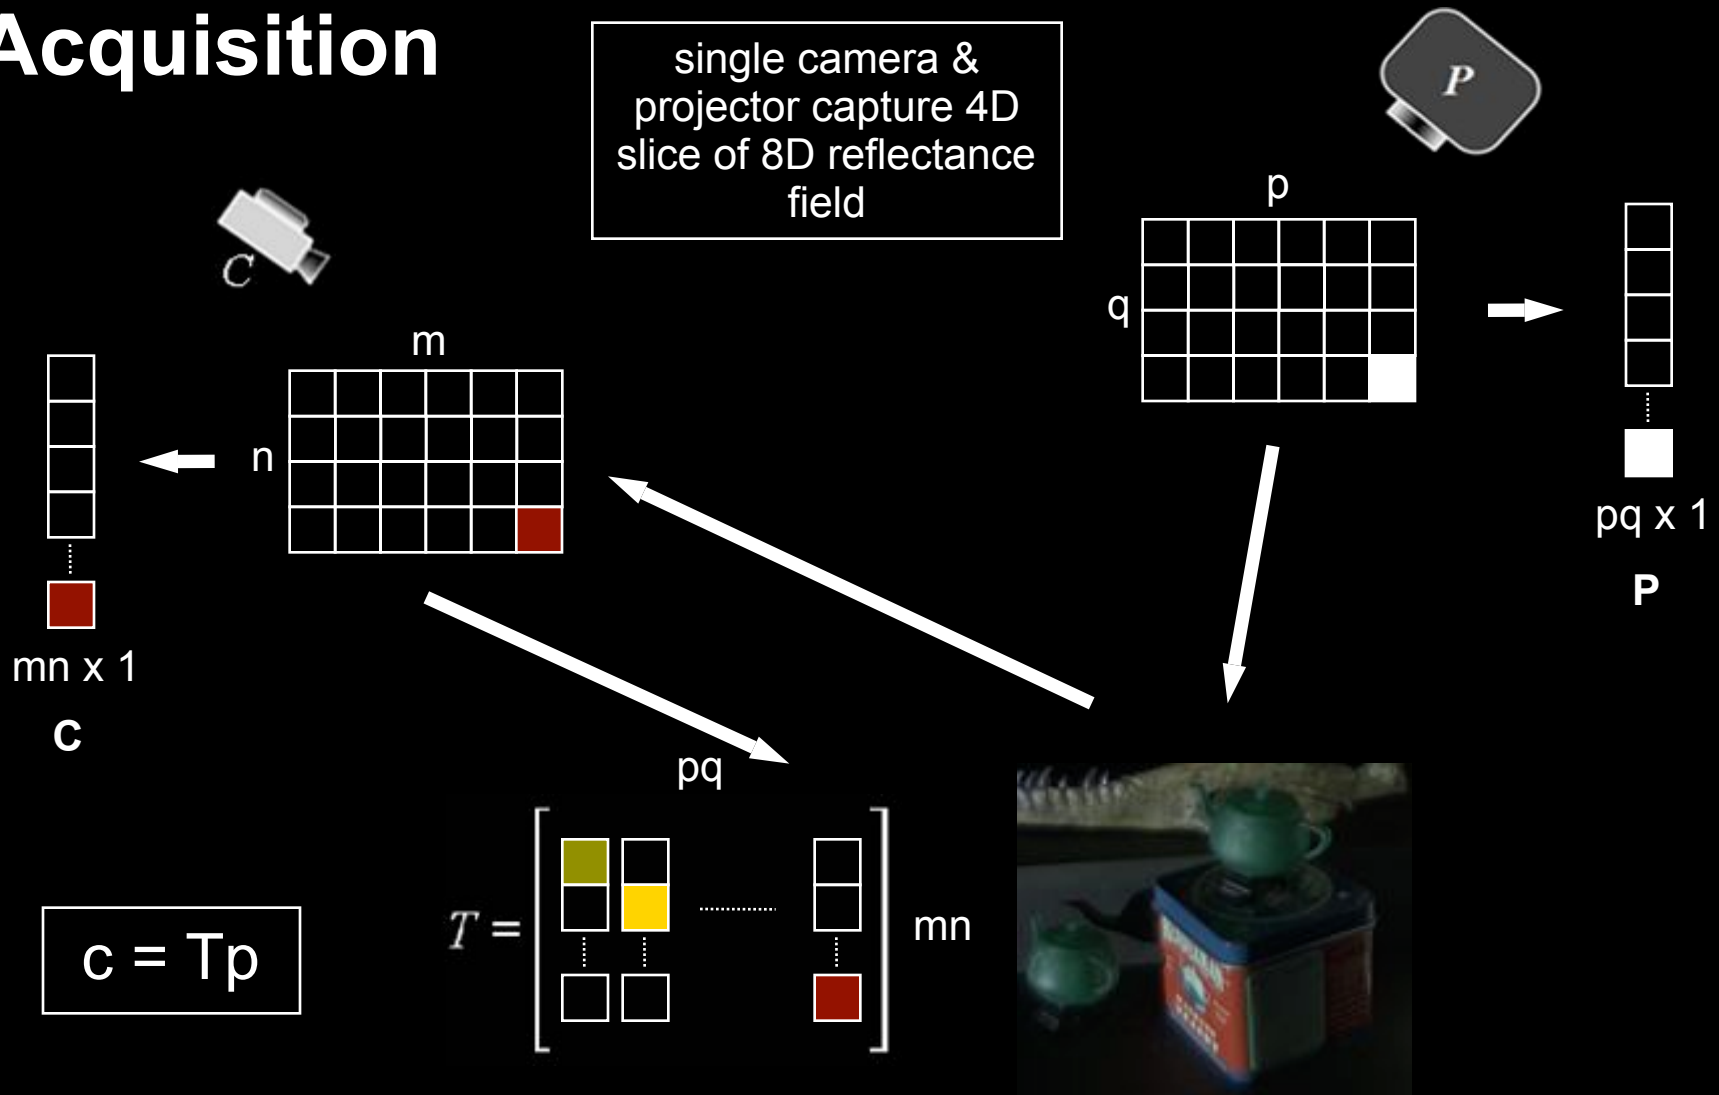 Acquisition
single camera &
projector capture 4D
slice of 8D reflectance
field
P
C
p
q
pq x 1
P
m
n
mn x 1
C
pq
T =
mn
c = Tp